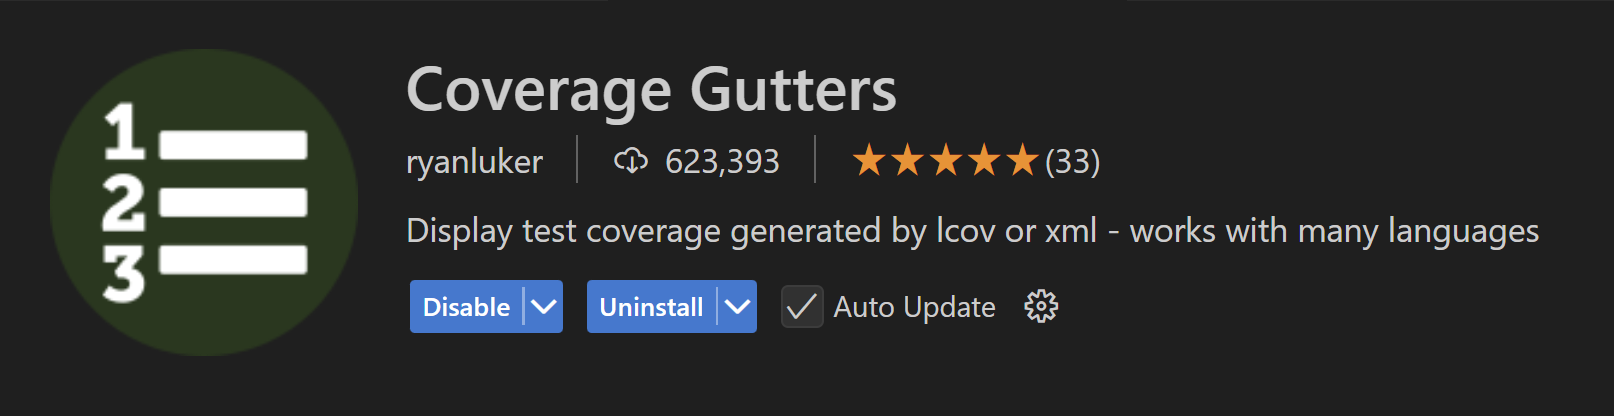 1
2
3
Coverage Gutters
ryanluker 623,393 ★★★★★(33)
Display test coverage generated by lcov or xml - works with many languages
Disable Uninstall Auto Update